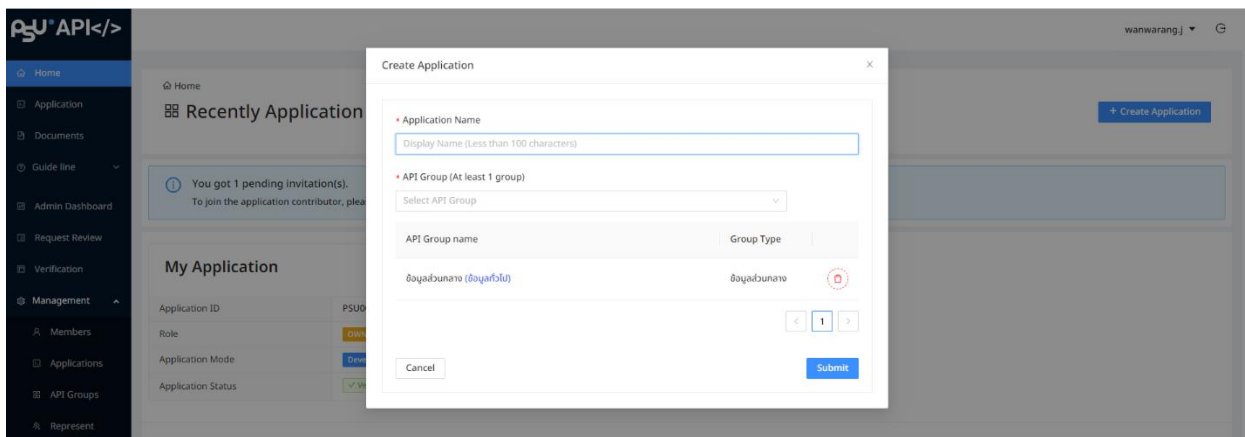 PSU API</>
wanwarang.j
Home
Application
Documents
Guide line
Admin Dashboard
Request Review
Verification
Management
Members
Applications
API Groups
Represent
Home
Recently Application
+ Create Application
You got 1 pending invitation(s).
To join the application contributor, plea
My Application
Application ID PSU0
Role OWN
Application Mode Deve
Application Status
Create Application
* Application Name
Display Name (Less than 100 characters)
* API Group (At least 1 group)
Select API Group
API Group name Group Type
ข้อมูลส่วนกลาง (ข้อมูลทั่วไป) ข้อมูลส่วนกลาง
< 1 >
Cancel Submit